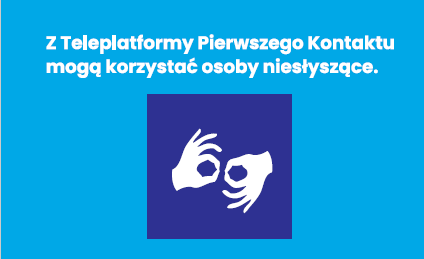 Z Teleplatformy Pierwszego Kontaktu
mogą korzystać osoby niesłyszące.